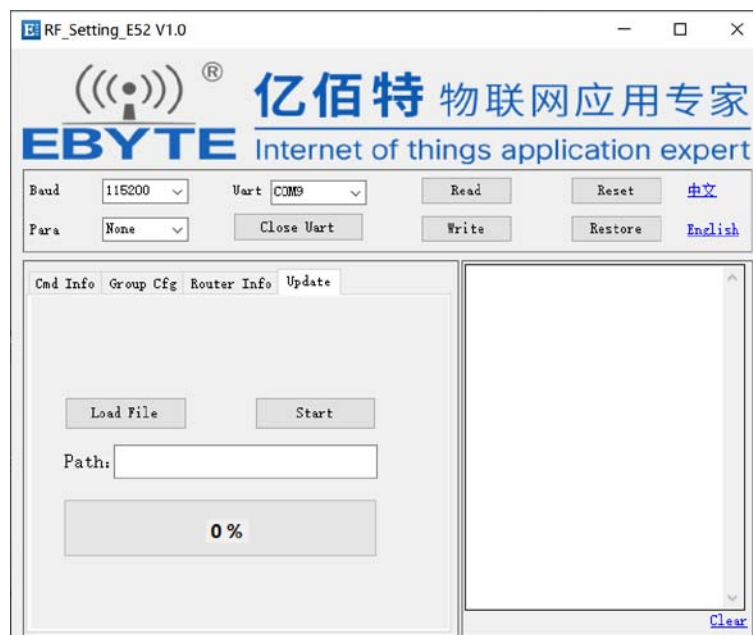 RF_Setting_E52 V1.0
®
EBYTE
亿佰特 物联网应用专家
Internet of things application expert
Baud 115200 Uart COM9 Read Reset 中文
Para None Close Uart Write Restore English
Cmd Info Group Cfg Router Info Update
Load File Start
Path:
0 %
Clear